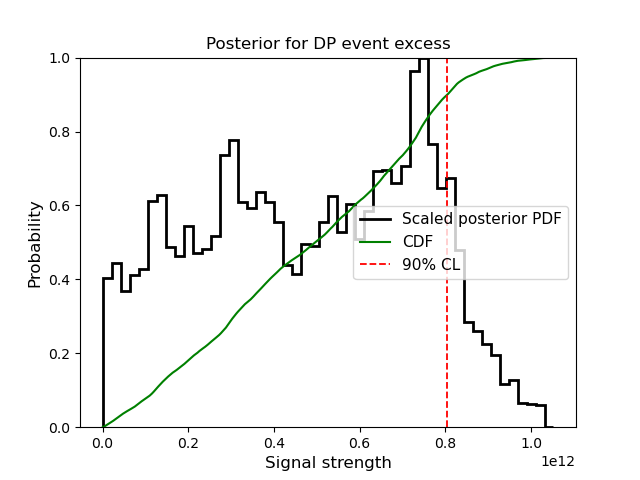 Posterior for DP event excess
1.0
0.8
0.6
0.4
0.2
0.0
Probability
Scaled posterior PDF
CDF
90% CL
0.0 0.2 0.4 0.6 0.8 1.0
1e12
Signal strength